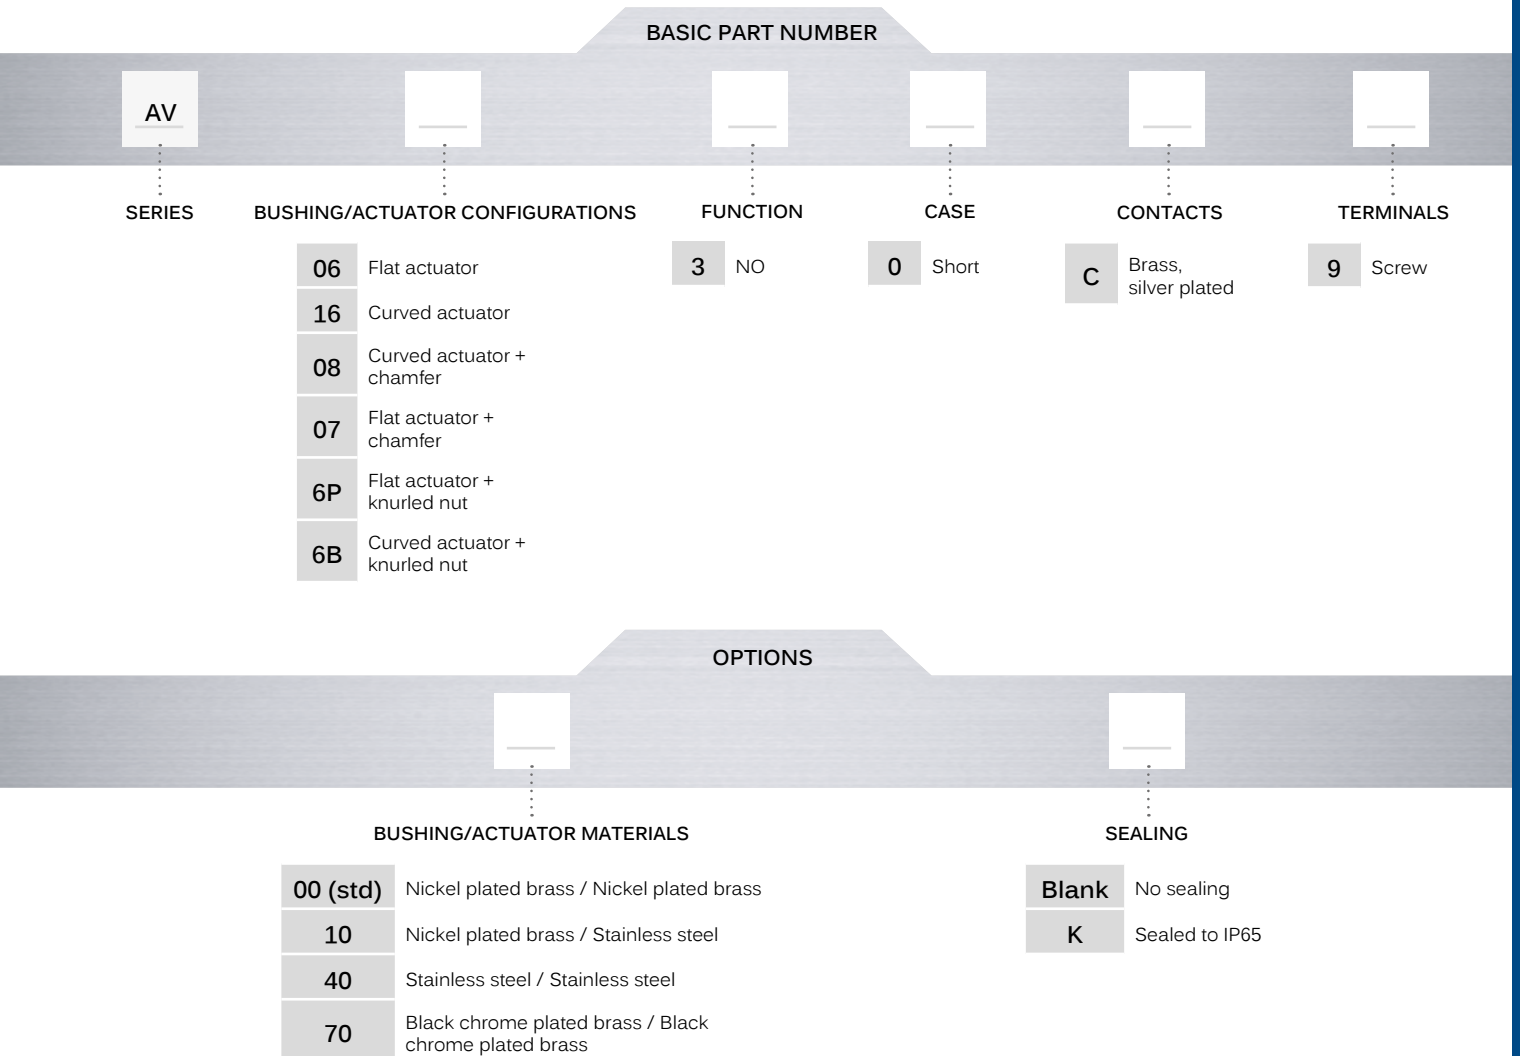 BASIC PART NUMBER
AV
SERIES
BUSHING/ACTUATOR CONFIGURATIONS
FUNCTION
CASE
CONTACTS
TERMINALS
06 Flat actuator
16 Curved actuator
08 Curved actuator +
chamfer
07 Flat actuator +
chamfer
6P Flat actuator +
knurled nut
6B Curved actuator +
knurled nut
3 NO
0 Short
C Brass,
silver plated
9 Screw
OPTIONS
BUSHING/ACTUATOR MATERIALS
00 (std) Nickel plated brass / Nickel plated brass
10 Nickel plated brass / Stainless steel
40 Stainless steel / Stainless steel
70 Black chrome plated brass / Black
chrome plated brass
SEALING
Blank No sealing
K Sealed to IP65